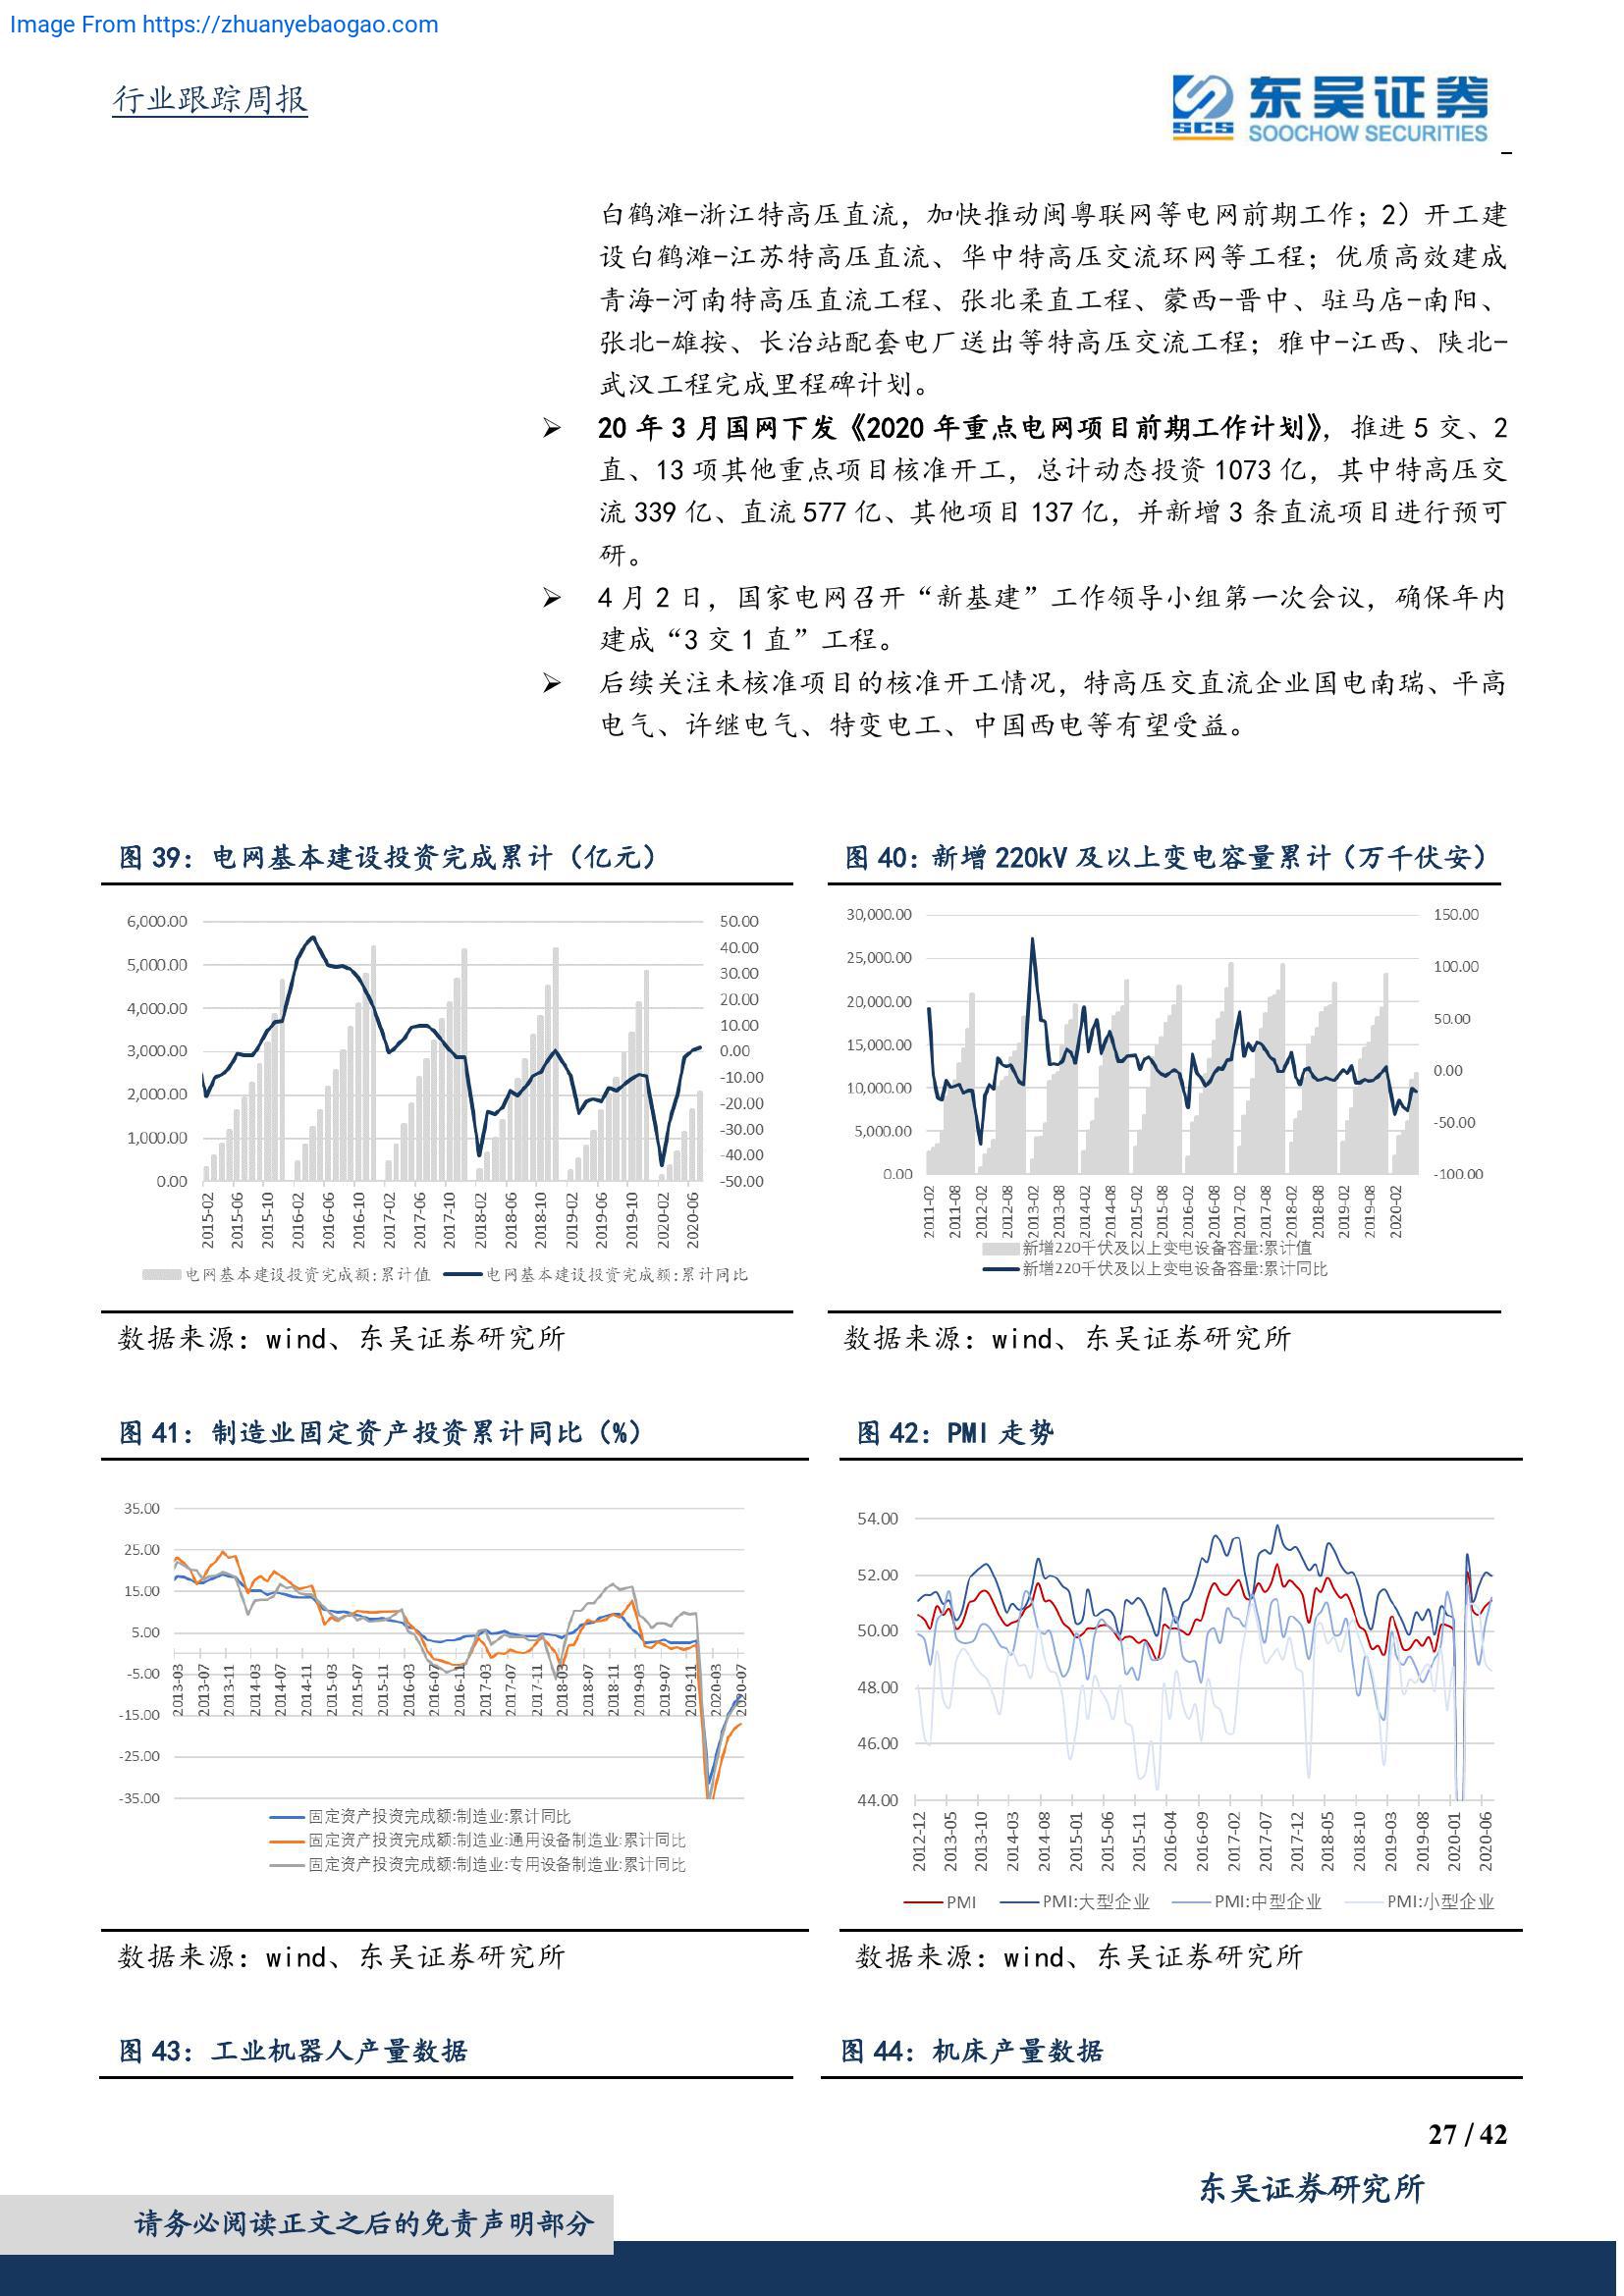 Image From https://zhuanyebaogao.com
行业跟踪周报
东吴证券
SCS
SOOCHOW SECURITIES
白鹤滩-浙江特高压直流，加快推动闽粤联网等电网前期工作；2）开工建
设白鹤滩-江苏特高压直流、华中特高压交流环网等工程；优质高效建成
青海-河南特高压直流工程、张北柔直工程、蒙西-晋中、驻马店-南阳、
张北-雄按、长治站配套电厂送出等特高压交流工程；雅中-江西、陕北-
武汉工程完成里程碑计划。
➢ 20 年 3 月国网下发《2020 年重点电网项目前期工作计划》，推进 5 交、2
直、13 项其他重点项目核准开工，总计动态投资 1073 亿，其中特高压交
流 339 亿、直流 577 亿、其他项目 137 亿，并新增 3 条直流项目进行预可
研。
➢ 4 月 2 日，国家电网召开“新基建”工作领导小组第一次会议，确保年内
建成“3 交 1 直”工程。
➢ 后续关注未核准项目的核准开工情况，特高压交直流企业国电南瑞、平高
电气、许继电气、特变电工、中国西电等有望受益。
图 39：电网基本建设投资完成累计（亿元）
6,000.00
5,000.00
4,000.00
3,000.00
2,000.00
1,000.00
0.00
50.00
40.00
30.00
20.00
10.00
0.00
-10.00
-20.00
-30.00
-40.00
-50.00
2015-02
2015-06
2015-10
2016-02
2016-06
2016-10
2017-02
2017-06
2017-10
2018-02
2018-06
2018-10
2019-02
2019-06
2019-10
2020-02
2020-06
电网基本建设投资完成额:累计值
电网基本建设投资完成额:累计同比
数据来源：wind、东吴证券研究所
图 40：新增 220kV 及以上变电容量累计（万千伏安）
30,000.00
25,000.00
20,000.00
15,000.00
10,000.00
5,000.00
0.00
150.00
100.00
50.00
0.00
-50.00
-100.00
2011-02
2011-08
2012-02
2012-08
2013-02
2013-08
2014-02
2014-08
2015-02
2015-08
2016-02
2016-08
2017-02
2017-08
2018-02
2018-08
2019-02
2019-08
2020-02
新增220千伏及以上变电设备容量:累计值
新增220千伏及以上变电设备容量:累计同比
数据来源：wind、东吴证券研究所
图 41：制造业固定资产投资累计同比（%）
35.00
25.00
15.00
5.00
-5.00
-15.00
-25.00
-35.00
2013-03
2013-07
2013-11
2014-03
2014-07
2014-11
2015-03
2015-07
2015-11
2016-03
2016-07
2016-11
2017-03
2017-07
2017-11
2018-03
2018-07
2018-11
2019-03
2019-07
2019-11
2020-03
2020-07
固定资产投资完成额:制造业:累计同比
固定资产投资完成额:制造业:通用设备制造业:累计同比
固定资产投资完成额:制造业:专用设备制造业:累计同比
数据来源：wind、东吴证券研究所
图 42：PMI 走势
54.00
52.00
50.00
48.00
46.00
44.00
2012-12
2013-05
2013-10
2014-03
2014-08
2015-01
2015-06
2015-11
2016-04
2016-09
2017-02
2017-07
2017-12
2018-05
2018-10
2019-03
2019-08
2020-01
2020-06
PMI
PMI:大型企业
PMI:中型企业
PMI:小型企业
数据来源：wind、东吴证券研究所
图 43：工业机器人产量数据
图 44：机床产量数据
27 / 42
东吴证券研究所
请务必阅读正文之后的免责声明部分